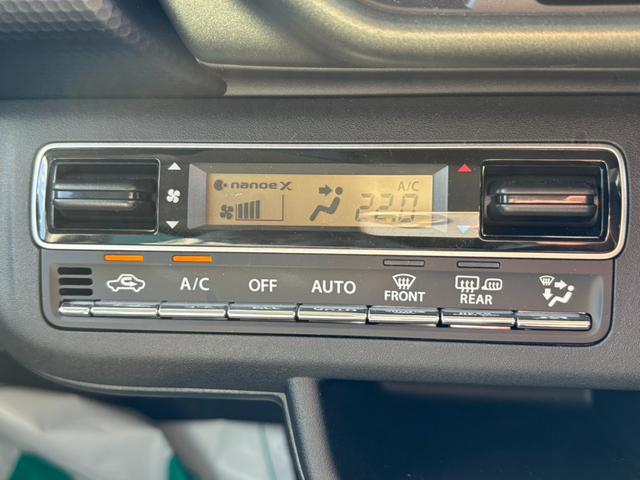 nanoe X
A/C
22.0
A/C OFF AUTO FRONT REAR